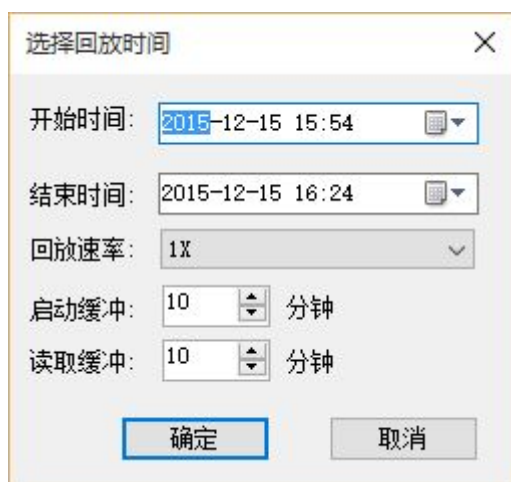 选择回放时间
开始时间: 2015-12-15 15:54
结束时间: 2015-12-15 16:24
回放速率: 1X
启动缓冲: 10 分钟
读取缓冲: 10 分钟
确定 取消